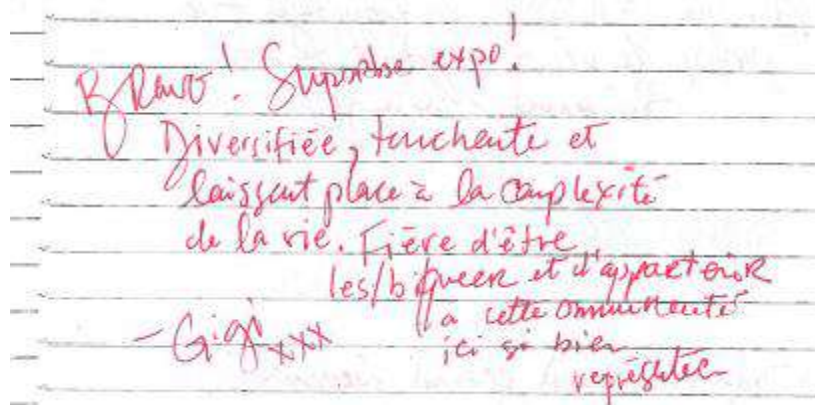 Bravo! Superbe expo!
Diversifiée, touchante et
laissant place à la complexité
de la vie. Fière d'être
les/bi/queer et d'appartenir
à cette communauté
ici si bien
représentée
- Gigi xxx